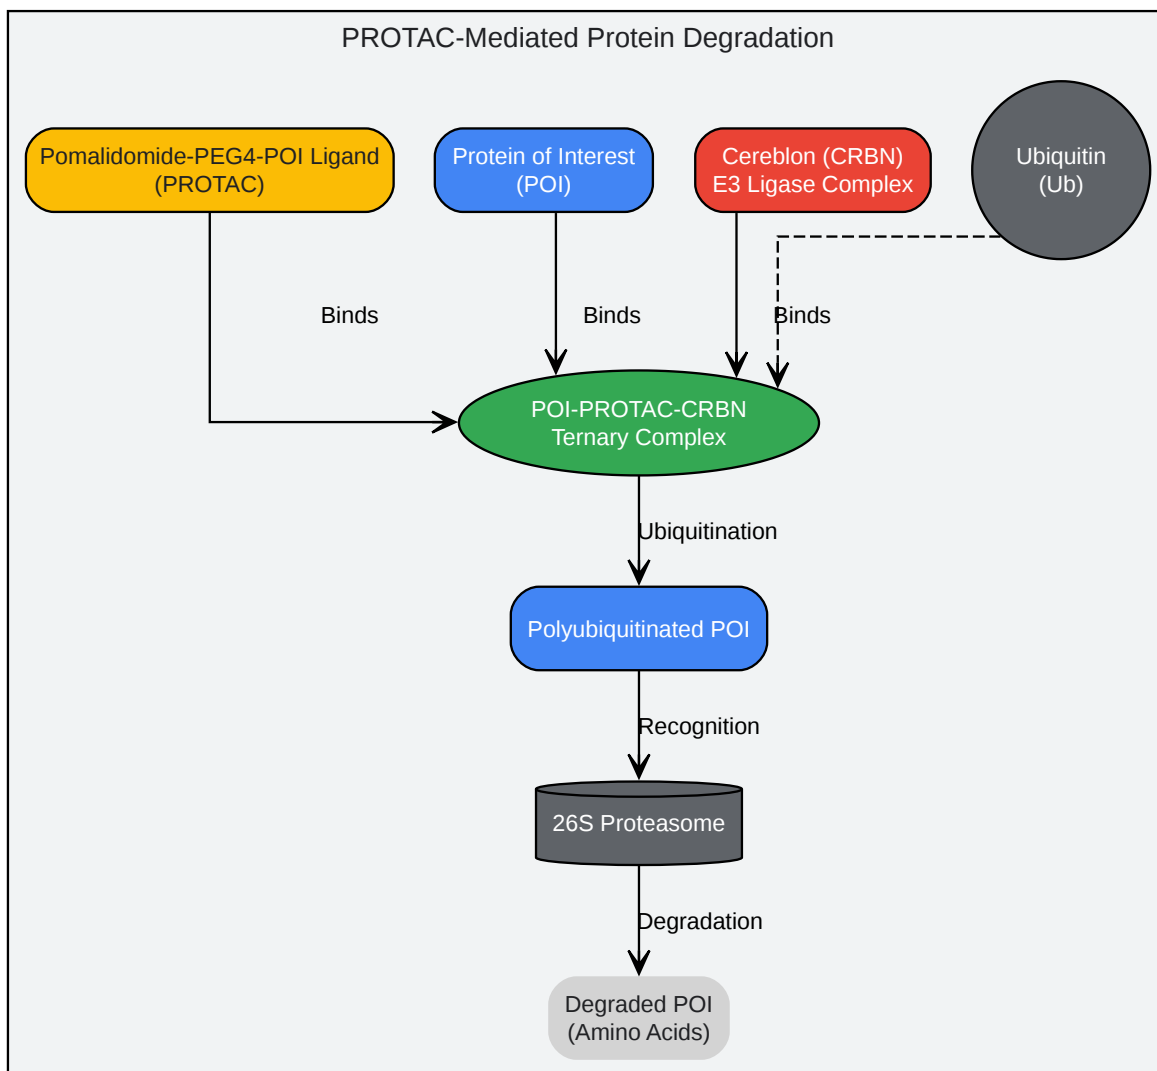 PROTAC-Mediated Protein Degradation
Pomalidomide-PEG4-POI Ligand
(PROTAC)
Protein of Interest
(POI)
Cereblon (CRBN)
E3 Ligase Complex
Ubiquitin
(Ub)
Binds
Binds
Binds
POI-PROTAC-CRBN
Ternary Complex
Ubiquitination
Polyubiquitinated POI
Recognition
26S Proteasome
Degradation
Degraded POI
(Amino Acids)